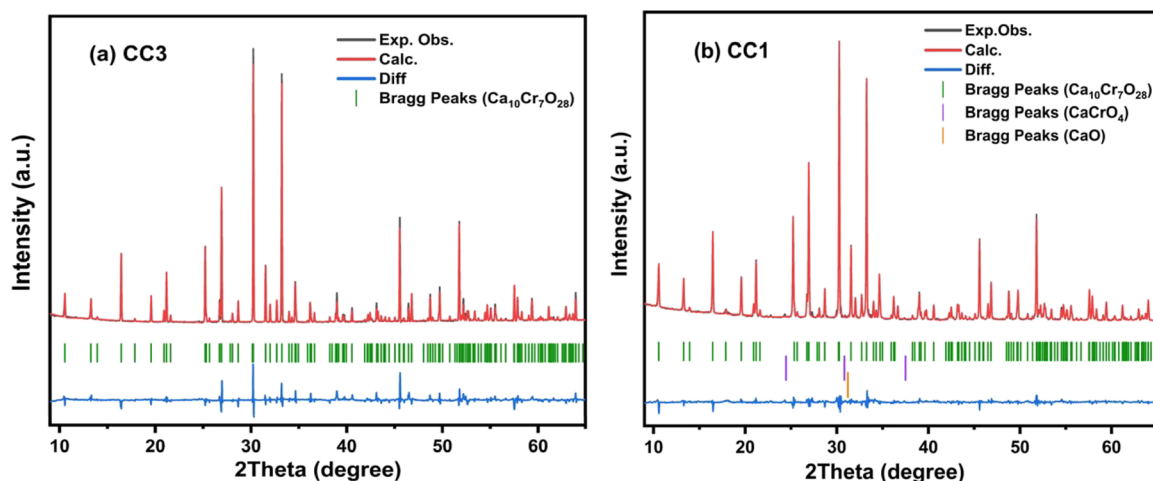 (a) CC3
Exp. Obs.
Calc.
Diff
Bragg Peaks (Ca₁₀Cr₇O₂₈)
Intensity (a.u.)
10 20 30 40 50 60
2Theta (degree)
(b) CC1
Exp.Obs.
Calc.
Diff.
Bragg Peaks (Ca₁₀Cr₇O₂₈)
Bragg Peaks (CaCrO₄)
Bragg Peaks (CaO)
Intensity (a.u.)
10 20 30 40 50 60
2Theta (degree)